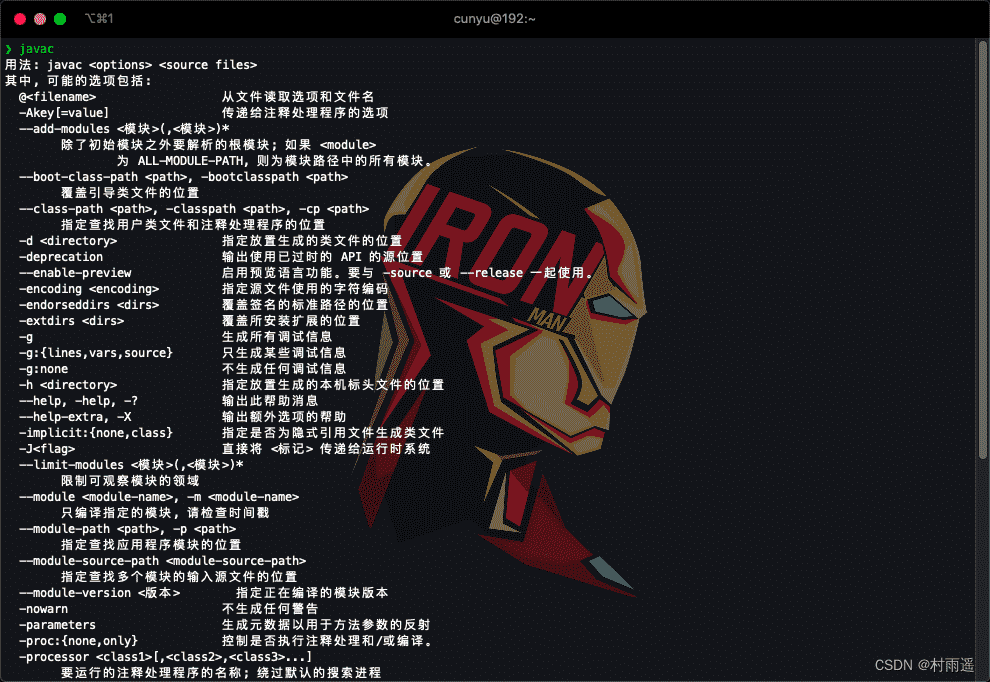 ⌥⌘1
cunyu@192:~
❯ javac
用法: javac <options> <source files>
其中, 可能的选项包括:
@<filename> 从文件读取选项和文件名
-Akey[=value] 传递给注释处理程序的选项
--add-modules <模块>(,<模块>)*
除了初始模块之外要解析的根模块; 如果 <module>
为 ALL-MODULE-PATH, 则为模块路径中的所有模块。
--boot-class-path <path>, -bootclasspath <path>
覆盖引导类文件的位置
--class-path <path>, -classpath <path>, -cp <path>
指定查找用户类文件和注释处理程序的位置
-d <directory> 指定放置生成的类文件的位置
-deprecation 输出使用已过时的 API 的源位置
--enable-preview 启用预览语言功能。要与 -source 或 --release 一起使用。
-encoding <encoding> 指定源文件使用的字符编码
-endorseddirs <dirs> 覆盖签名的标准路径的位置
-extdirs <dirs> 覆盖所安装扩展的位置
-g 生成所有调试信息
-g:{lines,vars,source} 只生成某些调试信息
-g:none 不生成任何调试信息
-h <directory> 指定放置生成的本机标头文件的位置
--help, -help, -? 输出此帮助消息
--help-extra, -X 输出额外选项的帮助
-implicit:{none,class} 指定是否为隐式引用文件生成类文件
-J<flag> 直接将 <标记> 传递给运行时系统
--limit-modules <模块>(,<模块>)*
限制可观察模块的领域
--module <module-name>, -m <module-name>
只编译指定的模块, 请检查时间戳
--module-path <path>, -p <path>
指定查找应用程序模块的位置
--module-source-path <module-source-path>
指定查找多个模块的输入源文件的位置
--module-version <版本> 指定正在编译的模块版本
-nowarn 不生成任何警告
-parameters 生成元数据以用于方法参数的反射
-proc:{none,only} 控制是否执行注释处理和/或编译。
-processor <class1>[,<class2>,<class3>...]
要运行的注释处理程序的名称; 绕过默认的搜索进程
IRON
MAN
CSDN @村雨遥